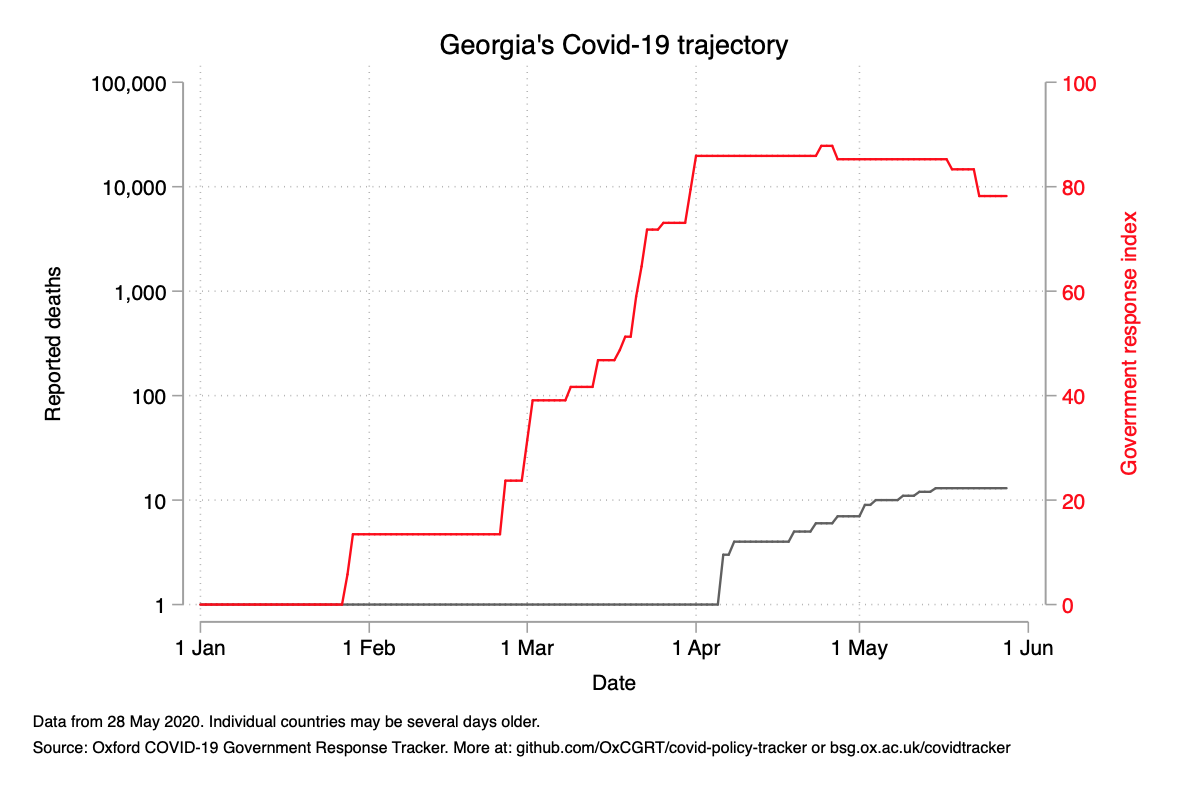 Georgia's Covid-19 trajectory
100,000
10,000
1,000
100
10
1
Reported deaths
100
80
60
40
20
0
Government response index
1 Jan
1 Feb
1 Mar
1 Apr
1 May
1 Jun
Date
Data from 28 May 2020. Individual countries may be several days older.
Source: Oxford COVID-19 Government Response Tracker. More at: github.com/OxCGRT/covid-policy-tracker or bsg.ox.ac.uk/covidtracker